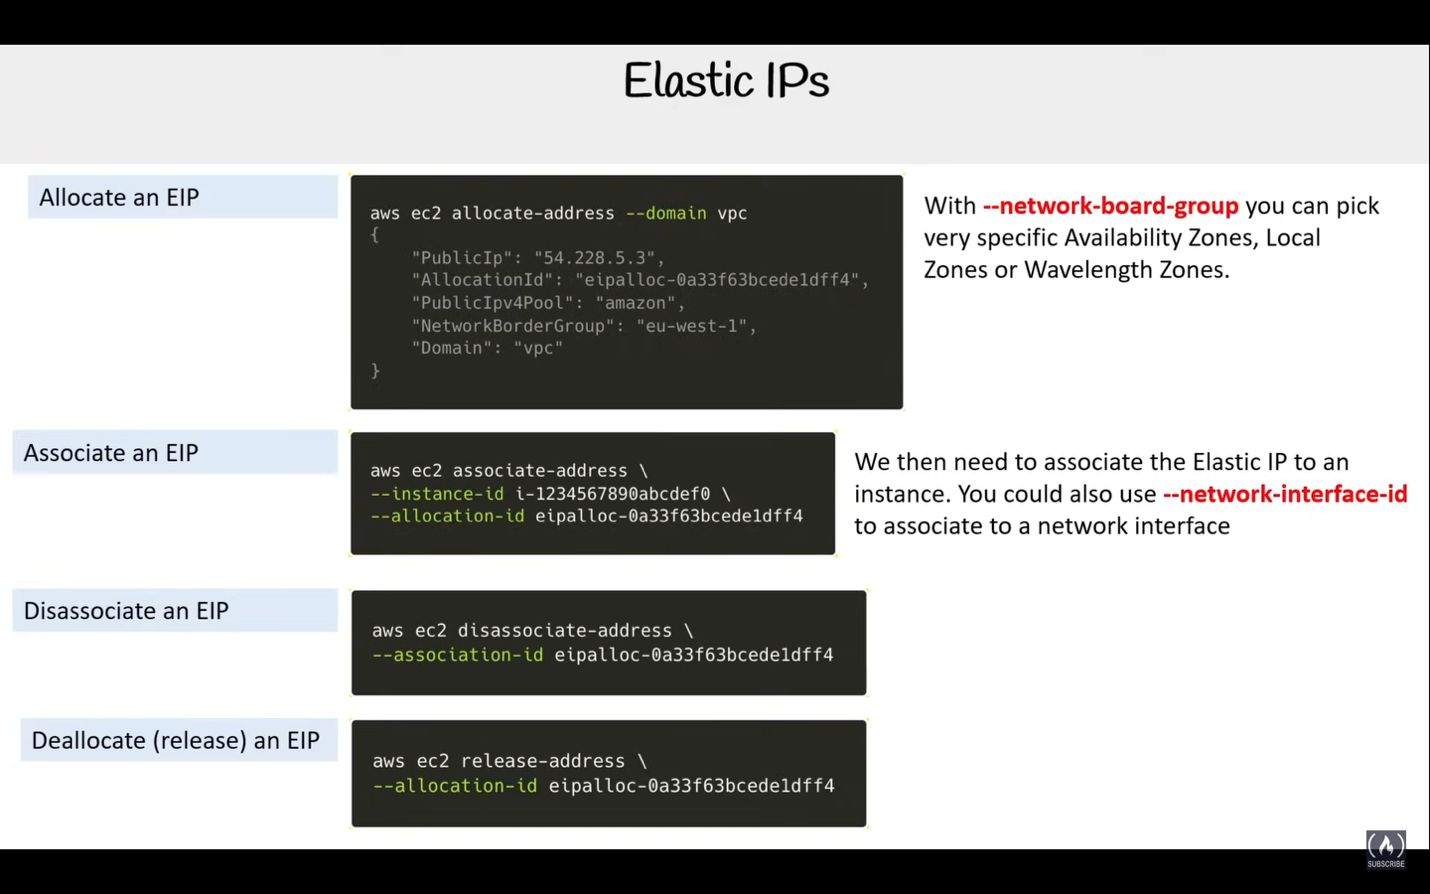 Elastic IPs
Allocate an EIP
aws ec2 allocate-address --domain vpc
{
    "PublicIp": "54.228.5.3",
    "AllocationId": "eipalloc-0a33f63bcede1dff4",
    "PublicIpv4Pool": "amazon",
    "NetworkBorderGroup": "eu-west-1",
    "Domain": "vpc"
}
With --network-board-group you can pick
very specific Availability Zones, Local
Zones or Wavelength Zones.
Associate an EIP
aws ec2 associate-address \
--instance-id i-1234567890abcdef0 \
--allocation-id eipalloc-0a33f63bcede1dff4
We then need to associate the Elastic IP to an
instance. You could also use --network-interface-id
to associate to a network interface
Disassociate an EIP
aws ec2 disassociate-address \
--association-id eipalloc-0a33f63bcede1dff4
Deallocate (release) an EIP
aws ec2 release-address \
--allocation-id eipalloc-0a33f63bcede1dff4
SUBSCRIBE